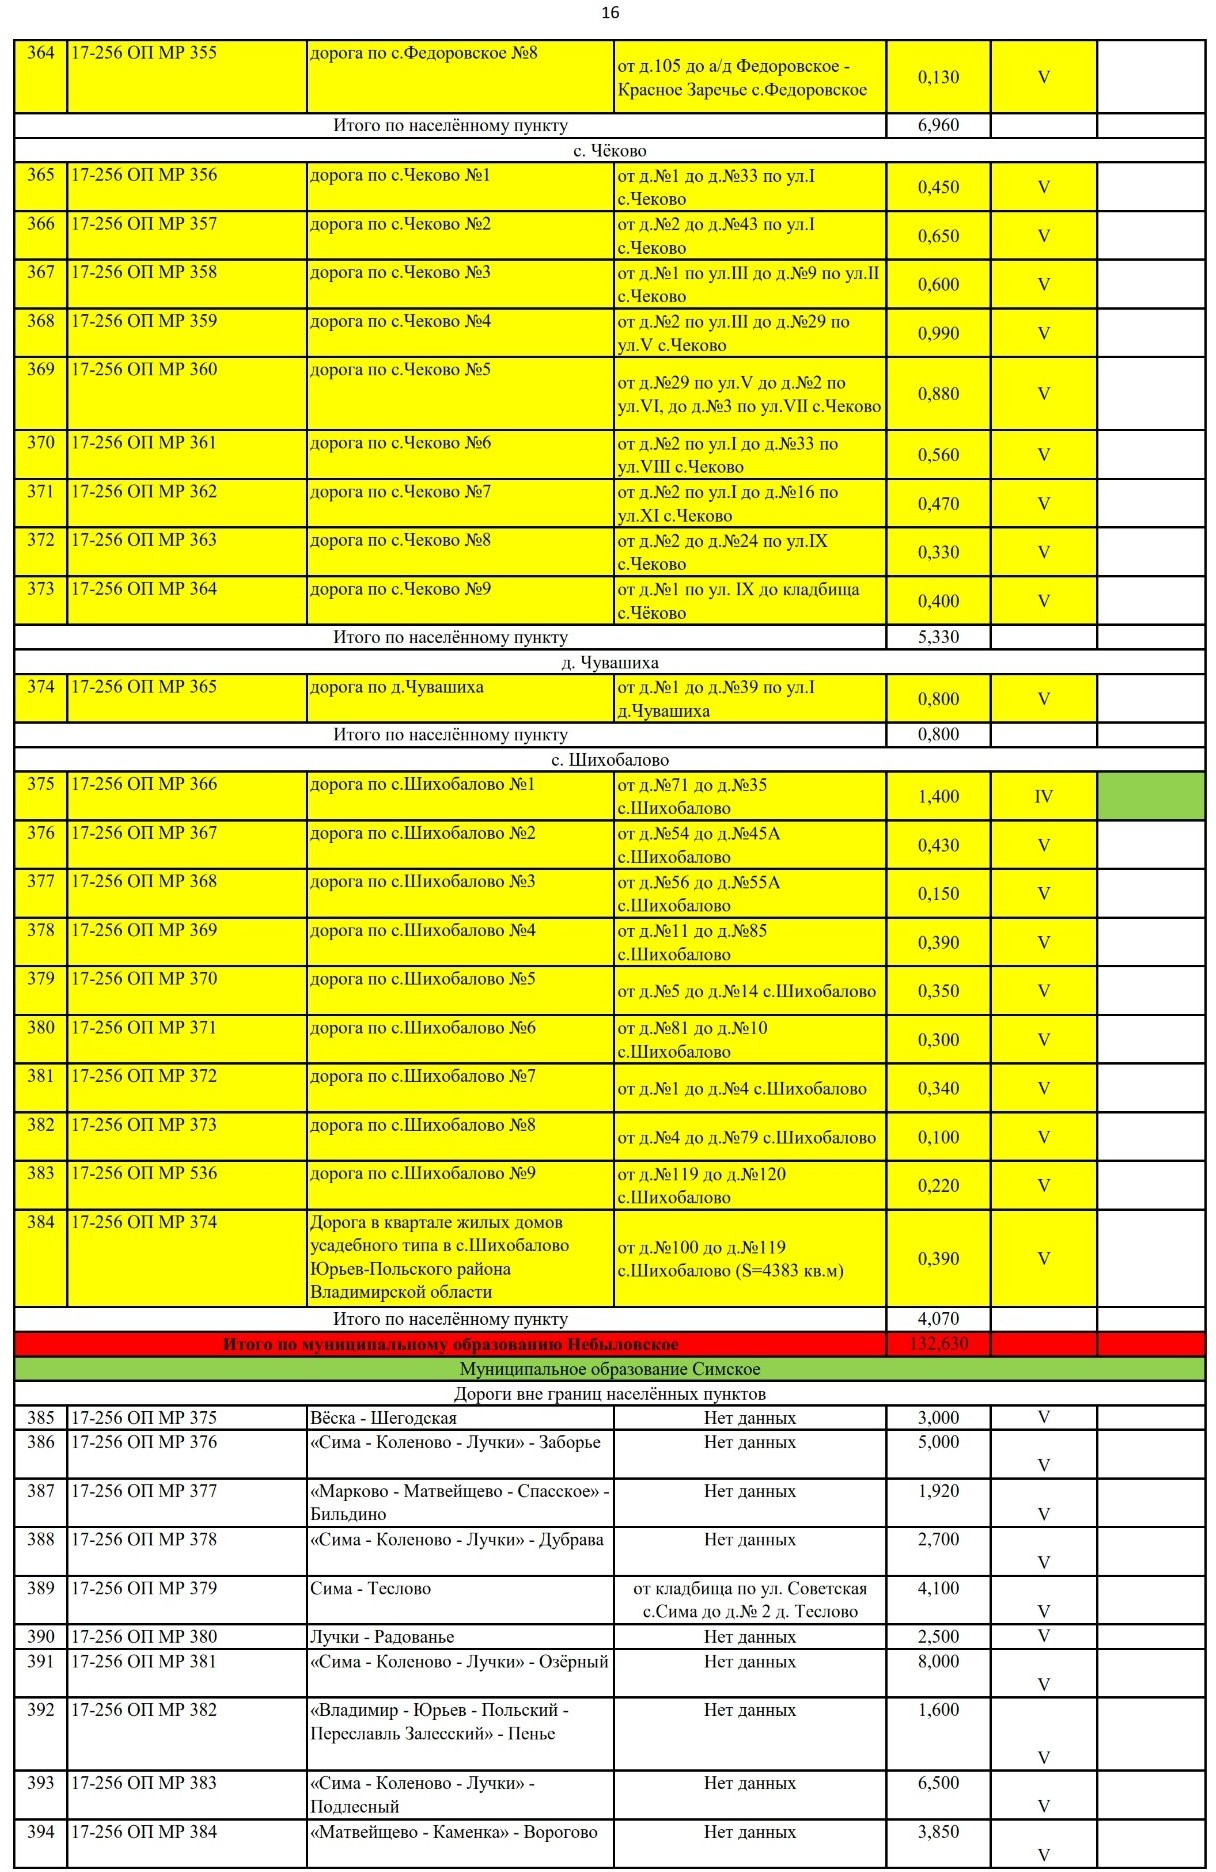 16
364 17-256 ОП МР 355 дорога по с.Федоровское №8 от д.105 до а/д Федоровское - 0,130 V
Красное Заречье с.Федоровское
Итого по населённому пункту 6,960
с. Чёково
365 17-256 ОП МР 356 дорога по с.Чеково №1 от д.№1 до д.№33 по ул.I 0,450 V
с.Чеково
366 17-256 ОП МР 357 дорога по с.Чеково №2 от д.№2 до д.№43 по ул.I 0,650 V
с.Чеково
367 17-256 ОП МР 358 дорога по с.Чеково №3 от д.№1 по ул.III до д.№9 по ул.II 0,600 V
с.Чеково
368 17-256 ОП МР 359 дорога по с.Чеково №4 от д.№2 по ул.III до д.№29 по 0,990 V
ул.V с.Чеково
369 17-256 ОП МР 360 дорога по с.Чеково №5 от д.№29 по ул.V до д.№2 по 0,880 V
ул.VI, до д.№3 по ул.VII с.Чеково
370 17-256 ОП МР 361 дорога по с.Чеково №6 от д.№2 по ул.I до д.№33 по 0,560 V
ул.VIII с.Чеково
371 17-256 ОП МР 362 дорога по с.Чеково №7 от д.№2 по ул.I до д.№16 по 0,470 V
ул.XI с.Чеково
372 17-256 ОП МР 363 дорога по с.Чеково №8 от д.№2 до д.№24 по ул.IX 0,330 V
с.Чеково
373 17-256 ОП МР 364 дорога по с.Чеково №9 от д.№1 по ул. IX до кладбища 0,400 V
с.Чёково
Итого по населённому пункту 5,330
д. Чувашиха
374 17-256 ОП МР 365 дорога по д.Чувашиха от д.№1 до д.№39 по ул.I 0,800 V
д.Чувашиха
Итого по населённому пункту 0,800
с. Шихобалово
375 17-256 ОП МР 366 дорога по с.Шихобалово №1 от д.№71 до д.№35 1,400 IV
с.Шихобалово
376 17-256 ОП МР 367 дорога по с.Шихобалово №2 от д.№54 до д.№45А 0,430 V
с.Шихобалово
377 17-256 ОП МР 368 дорога по с.Шихобалово №3 от д.№56 до д.№55А 0,150 V
с.Шихобалово
378 17-256 ОП МР 369 дорога по с.Шихобалово №4 от д.№11 до д.№85 0,390 V
с.Шихобалово
379 17-256 ОП МР 370 дорога по с.Шихобалово №5 от д.№5 до д.№14 с.Шихобалово 0,350 V
380 17-256 ОП МР 371 дорога по с.Шихобалово №6 от д.№81 до д.№10 0,300 V
с.Шихобалово
381 17-256 ОП МР 372 дорога по с.Шихобалово №7 от д.№1 до д.№4 с.Шихобалово 0,340 V
382 17-256 ОП МР 373 дорога по с.Шихобалово №8 от д.№4 до д.№79 с.Шихобалово 0,100 V
383 17-256 ОП МР 536 дорога по с.Шихобалово №9 от д.№119 до д.№120 0,220 V
с.Шихобалово
384 17-256 ОП МР 374 Дорога в квартале жилых домов
усадебного типа в с.Шихобалово от д.№100 до д.№119 0,390 V
Юрьев-Польского района с.Шихобалово (S=4383 кв.м)
Владимирской области
Итого по населённому пункту 4,070
Итого по муниципальному образованию Небыловское 132,630
Муниципальное образование Симское
Дороги вне границ населённых пунктов
385 17-256 ОП МР 375 Вёска - Шегодская Нет данных 3,000 V
386 17-256 ОП МР 376 «Сима - Коленово - Лучки» - Заборье Нет данных 5,000
V
387 17-256 ОП МР 377 «Марково - Матвейщево - Спасское» - Нет данных 1,920
Бильдино V
388 17-256 ОП МР 378 «Сима - Коленово - Лучки» - Дубрава Нет данных 2,700
V
389 17-256 ОП МР 379 Сима - Теслово от кладбища по ул. Советская 4,100
с.Сима до д.№ 2 д. Теслово V
390 17-256 ОП МР 380 Лучки - Радованье Нет данных 2,500 V
391 17-256 ОП МР 381 «Сима - Коленово - Лучки» - Озёрный Нет данных 8,000
V
392 17-256 ОП МР 382 «Владимир - Юрьев - Польский - Нет данных 1,600
Переславль Залесский» - Пенье
V
393 17-256 ОП МР 383 «Сима - Коленово - Лучки» - Нет данных 6,500
Подлесный V
394 17-256 ОП МР 384 «Матвейщево - Каменка» - Ворогово Нет данных 3,850
V